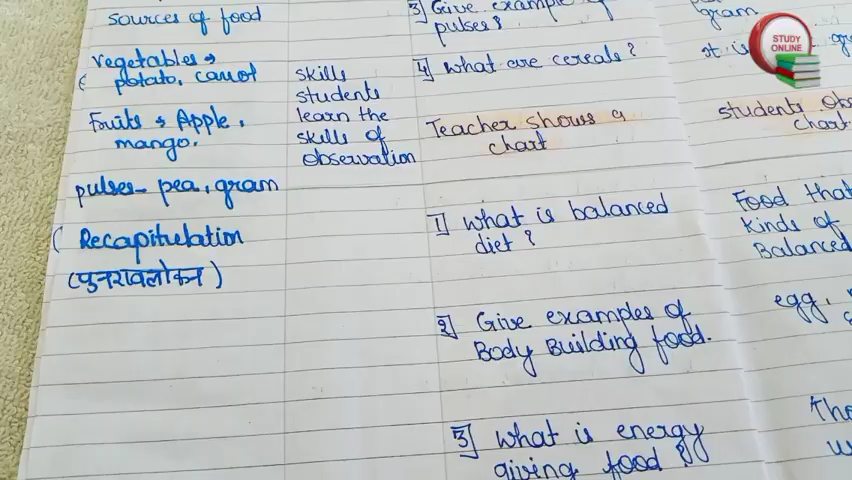 sources of food
vegetables →
potato, carrot
Fruits → Apple,
mango.
pulses - pea, gram
Recapitulation
(पुनरावलोकन)
skills
students
learn the
skills of
observation
3] Give example of
pulses?
4] What are cereals?
Teacher shows a
chart
1] What is balanced
diet?
2] Give examples of
Body Building food.
3] What is energy
giving food?
gram
It is
students obs
chart
Food that
kinds of
Balanced
egg,
STUDY
ONLINE